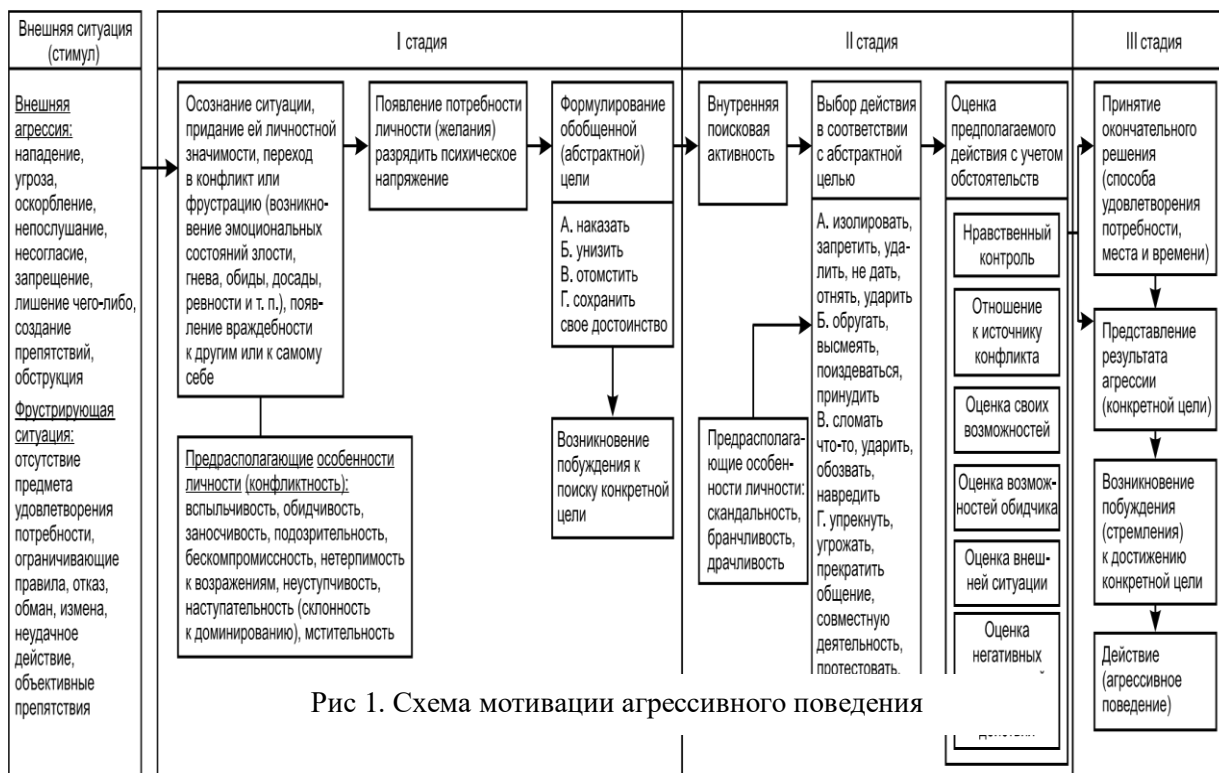 Внешняя ситуация
(стимул)
I стадия
II стадия
III стадия
Внешняя
агрессия:
нападение,
угроза,
оскорбление,
непослушание,
несогласие,
запрещение,
лишение чего-либо,
создание
препятствий,
обструкция
Фрустрирующая
ситуация:
отсутствие
предмета
удовлетворения
потребности,
ограничивающие
правила, отказ,
обман, измена,
неудачное
действие,
объективные
препятствия
Осознание ситуации,
придание ей личностной
значимости, переход
в конфликт или
фрустрацию (возникно-
вение эмоциональных
состояний злости,
гнева, обиды, досады,
ревности и т. п.), появ-
ление враждебности
к другим или к самому
себе
Предрасполагающие особенности
личности (конфликтность):
вспыльчивость, обидчивость,
заносчивость, подозрительность,
бескомпромиссность, нетерпимость
к возражениям, неуступчивость,
наступательность (склонность
к доминированию), мстительность
Появление потребности
личности (желания)
разрядить психическое
напряжение
Формулирование
обобщенной
(абстрактной)
цели
А. наказать
Б. унизить
В. отомстить
Г. сохранить
свое достоинство
Возникновение
побуждения к
поиску конкретной
цели
Внутренняя
поисковая
активность
Предрасполага-
ющие особен-
ности личности:
скандальность,
бранчливость,
драчливость
Выбор действия
в соответствии
с абстрактной
целью
А. изолировать,
запретить, уда-
лить, не дать,
отнять, ударить
Б. обругать,
высмеять,
поиздеваться,
принудить
В. сломать
что-то, ударить,
обозвать,
навредить
Г. упрекнуть,
угрожать,
прекратить
общение,
совместную
деятельность,
протестовать,
Оценка
предполагаемого
действия с учетом
обстоятельств
Нравственный
контроль
Отношение
к источнику
конфликта
Оценка своих
возможностей
Оценка возмож-
ностей обидчика
Оценка внеш-
ней ситуации
Оценка
негативных
Принятие
окончательного
решения
(способа
удовлетворения
потребности,
места и времени)
Представление
результата
агрессии
(конкретной цели)
Возникновение
побуждения
(стремления)
к достижению
конкретной цели
Действие
(агрессивное
поведение)
Рис 1. Схема мотивации агрессивного поведения